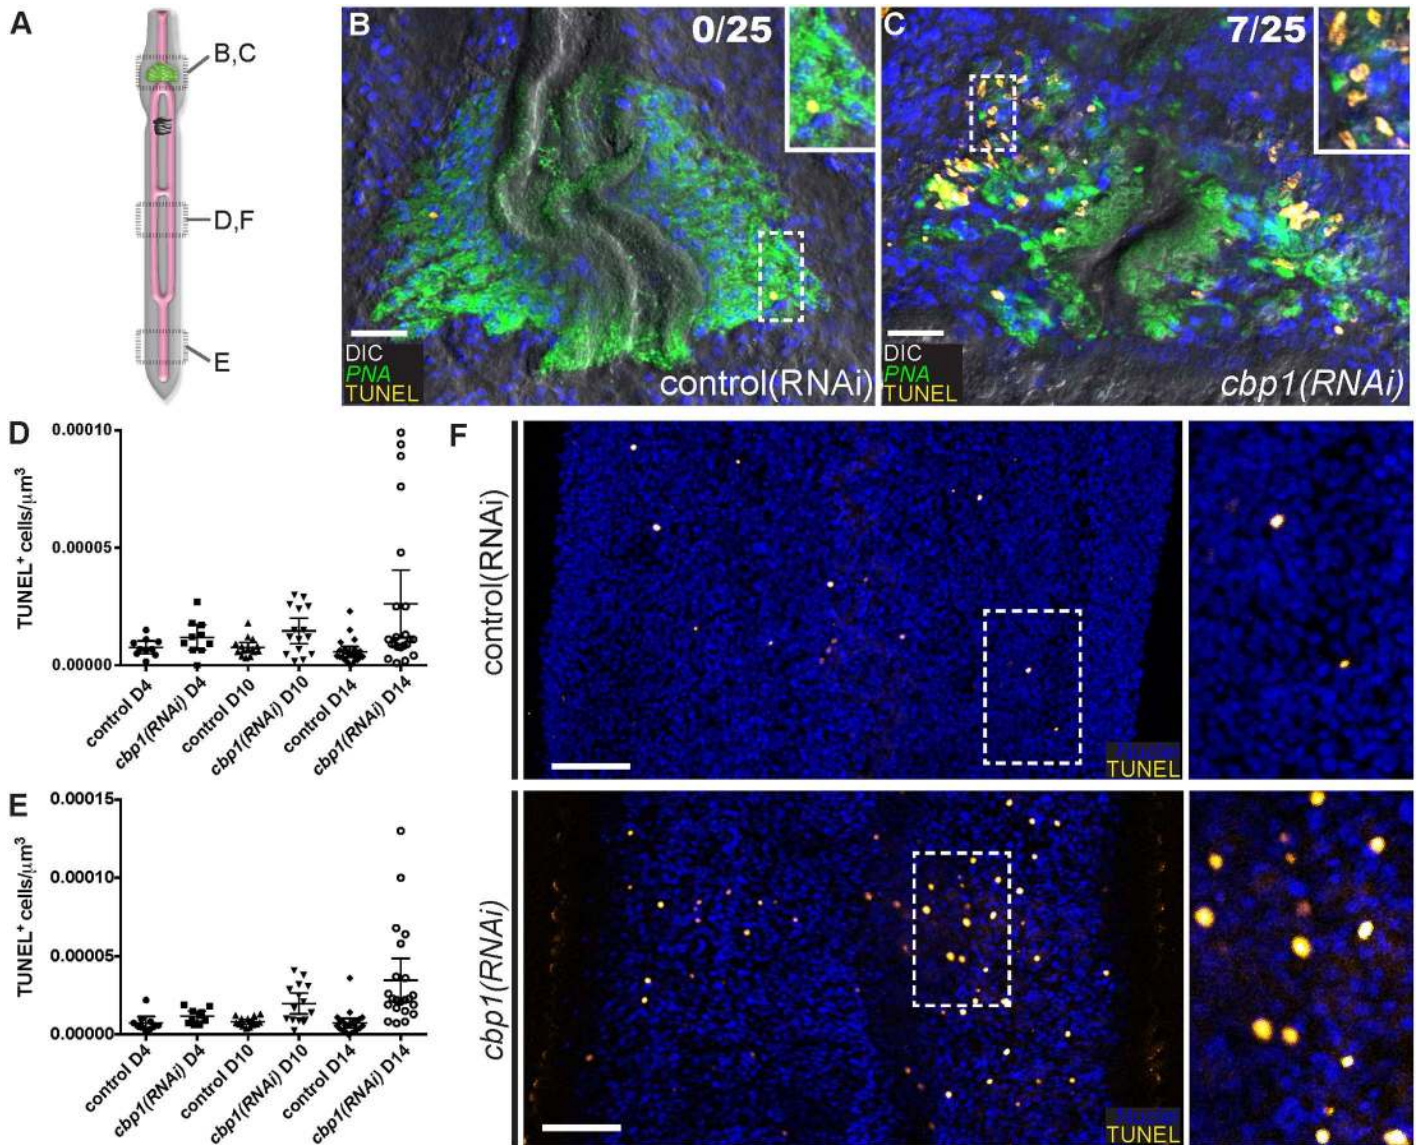 A
B,C
D,F
E
B
0/25
DIC
PNA
TUNEL
control(RNAi)
C
7/25
DIC
PNA
TUNEL
cbp1(RNAi)
D
TUNEL⁺ cells/µm³
0.00010
0.00005
0.00000
control D4
cbp1(RNAi) D4
control D10
cbp1(RNAi) D10
control D14
cbp1(RNAi) D14
E
TUNEL⁺ cells/µm³
0.00015
0.00010
0.00005
0.00000
control D4
cbp1(RNAi) D4
control D10
cbp1(RNAi) D10
control D14
cbp1(RNAi) D14
F
control(RNAi)
TUNEL
cbp1(RNAi)
TUNEL